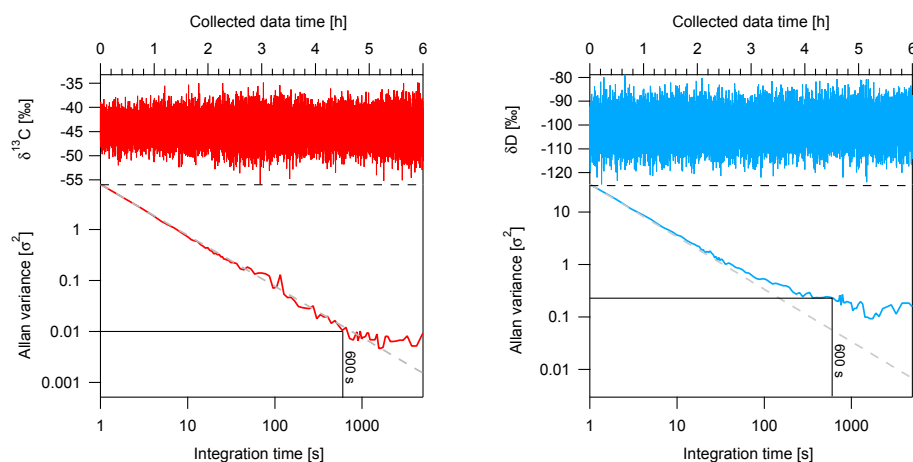 Collected data time [h]
0 1 2 3 4 5 6
-35
-40
-45
-50
-55
δ¹³C [‰]
1
0.1
0.01
0.001
Allan variance [σ²]
600 s
1 10 100 1000
Integration time [s]
Collected data time [h]
0 1 2 3 4 5 6
-80
-90
-100
-110
-120
δD [‰]
10
1
0.1
0.01
Allan variance [σ²]
600 s
1 10 100 1000
Integration time [s]